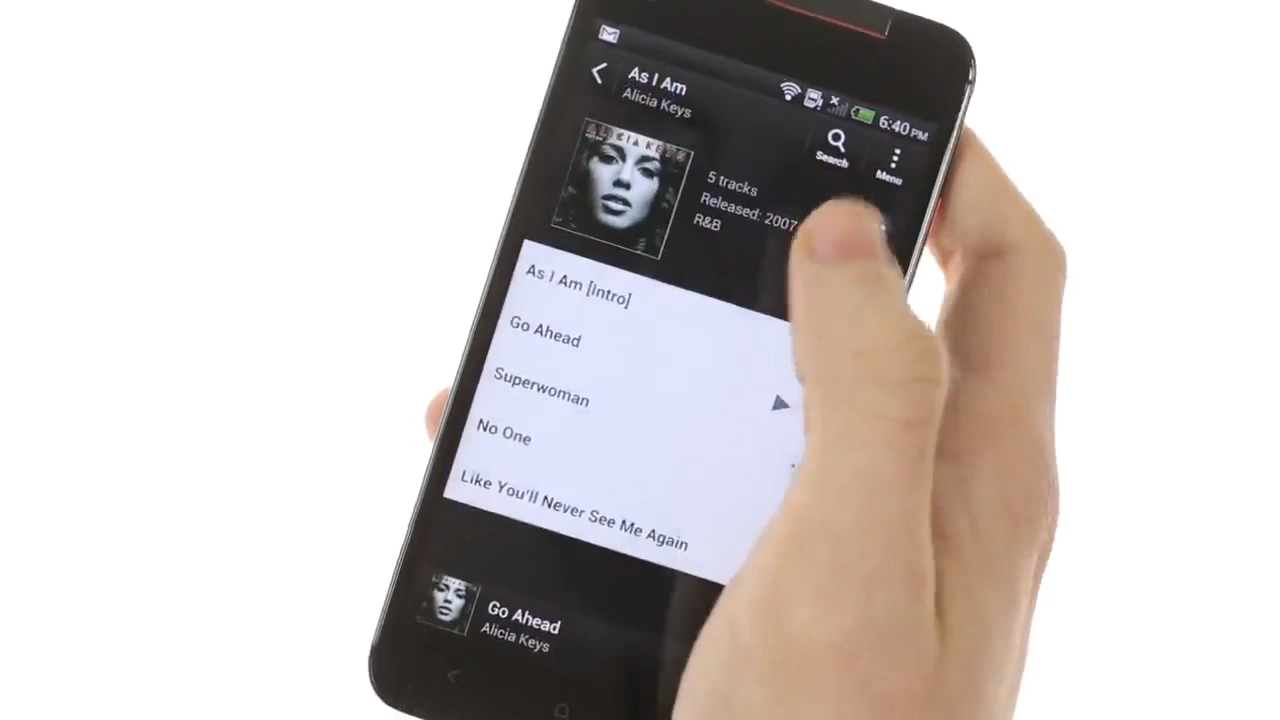 As I Am
Alicia Keys
6:40 PM
Search
Menu
ALICIA KEYS
5 tracks
Released: 2007
R&B
As I Am [Intro]
Go Ahead
Superwoman
No One
Like You'll Never See Me Again
Go Ahead
Alicia Keys